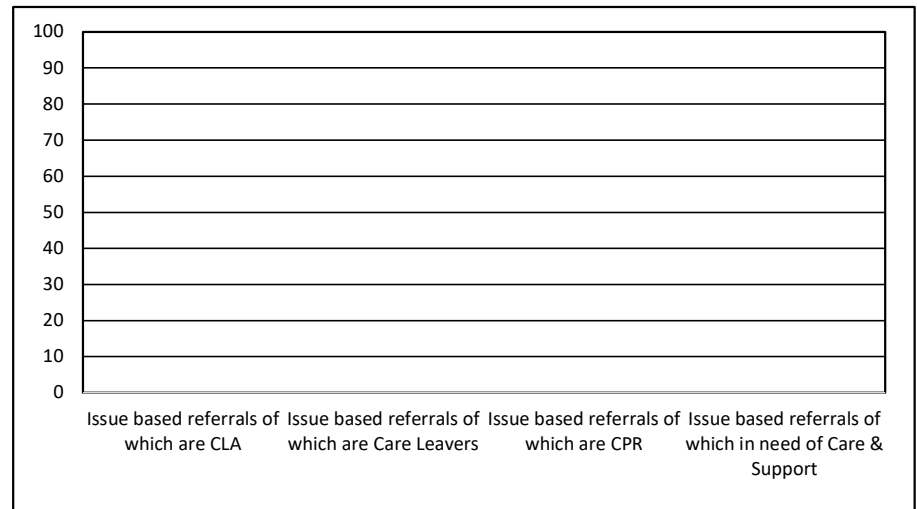 100
90
80
70
60
50
40
30
20
10
0
Issue based referrals of
which are CLA
Issue based referrals of
which are Care Leavers
Issue based referrals of
which are CPR
Issue based referrals of
which in need of Care &
Support